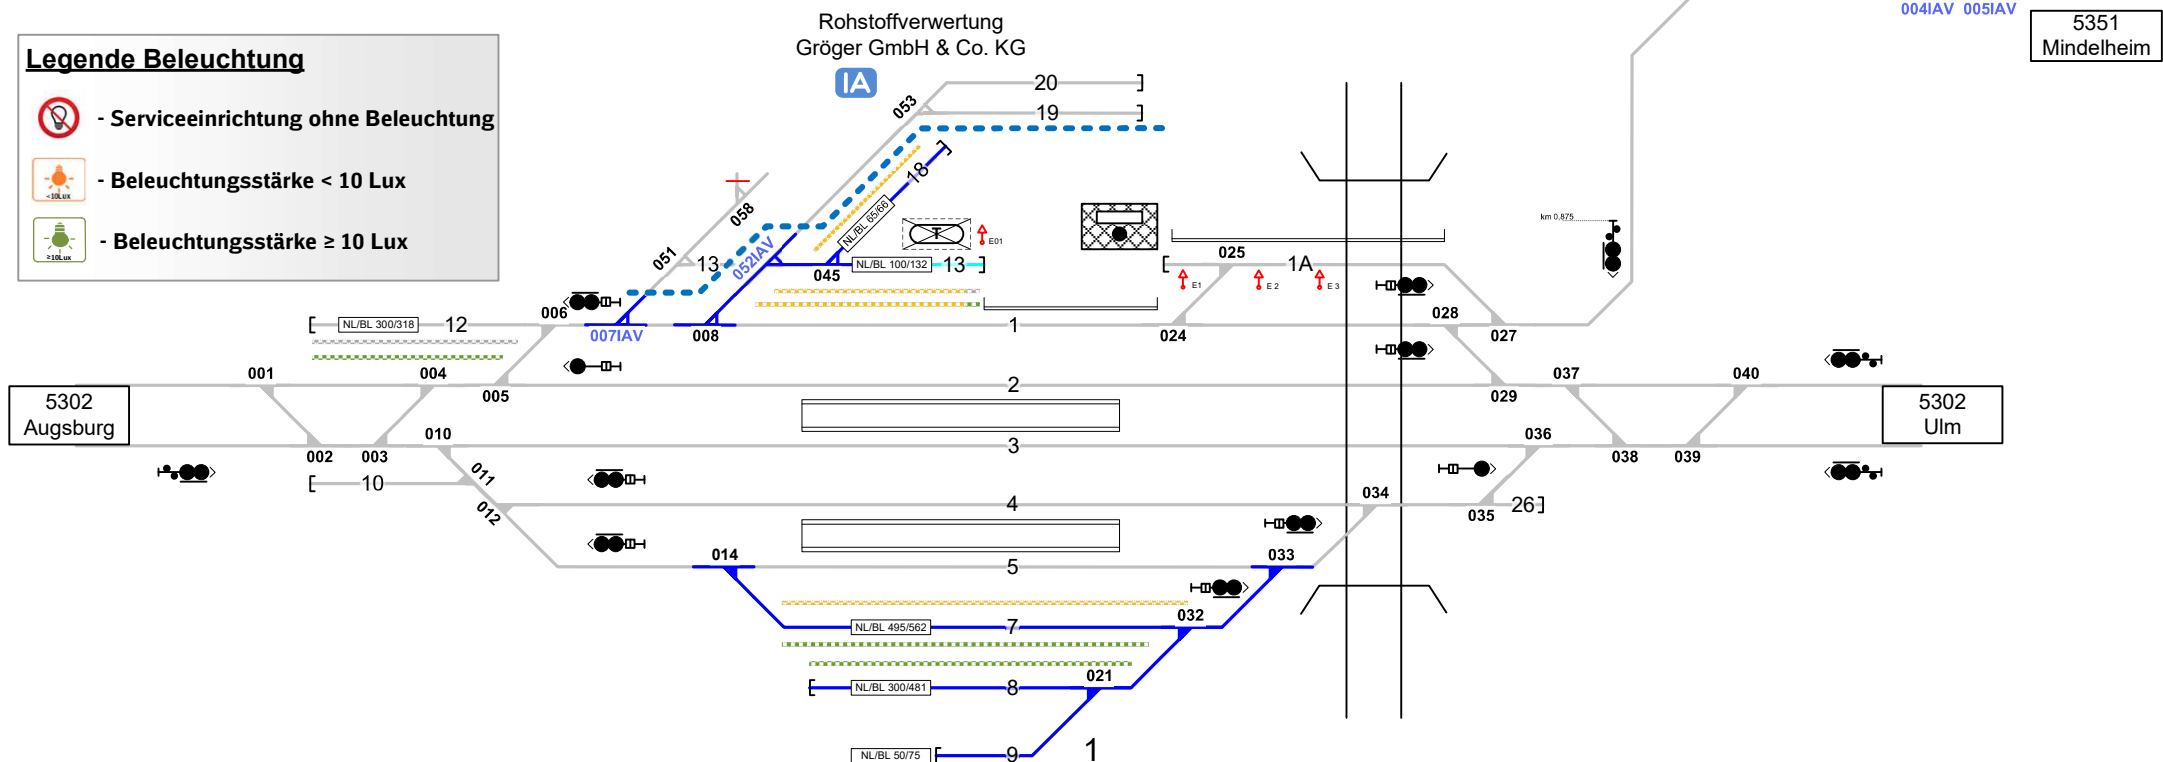 004IAV 005IAV
5351
Mindelheim
Rohstoffverwertung
Gröger GmbH & Co. KG
IA
Legende Beleuchtung
- Serviceeinrichtung ohne Beleuchtung
<10Lux
- Beleuchtungsstärke < 10 Lux
≥10Lux
- Beleuchtungsstärke ≥ 10 Lux
20
053
19
18
058
NL/BL 65/66
T
E01
km 0,875
051
13
052IAV
045
NL/BL 100/132
13
025
1A
E1
E 2
E 3
006
NL/BL 300/318
12
007IAV
008
1
024
028
027
001
004
005
2
029
037
040
5302
Augsburg
5302
Ulm
002
003
010
3
036
038
039
10
011
012
4
034
035
26
014
5
033
NL/BL 495/562
7
032
NL/BL 300/481
8
021
NL/BL 50/75
9
1